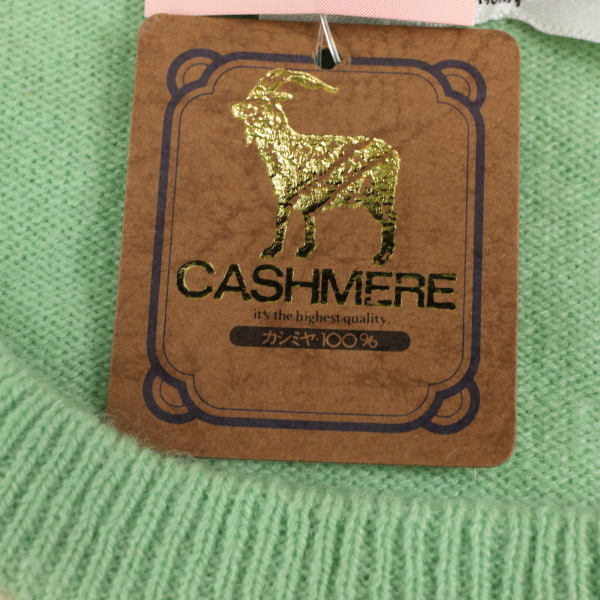 CASHMERE
it's the highest quality.
カシミヤ・100%